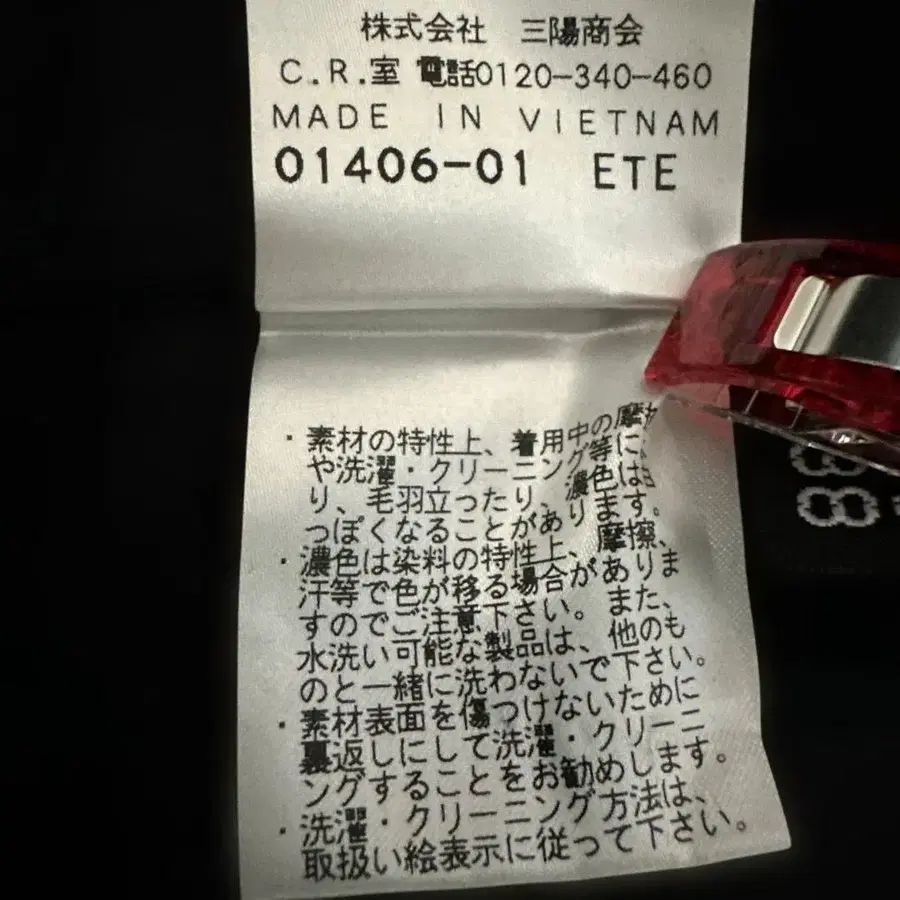 株式会社 三陽商会
C.R.室 電話0120-340-460
MADE IN VIETNAM
01406-01 ETE
・素材の特性上、着用中の摩
や洗濯・クリーニング等に
り、毛羽立ったり、濃色は
っぽくなることがあります。
・濃色は染料の特性上、摩擦、
汗等で色が移る場合がありま
すのでご注意下さい。また、
水洗い可能な製品は、他のも
のと一緒に洗わないで下さい。
・素材表面を傷つけないために
裏返しにして洗濯・クリーニ
ングすることをお勧めします。
・洗濯・クリーニング方法は、
取扱い絵表示に従って下さい。